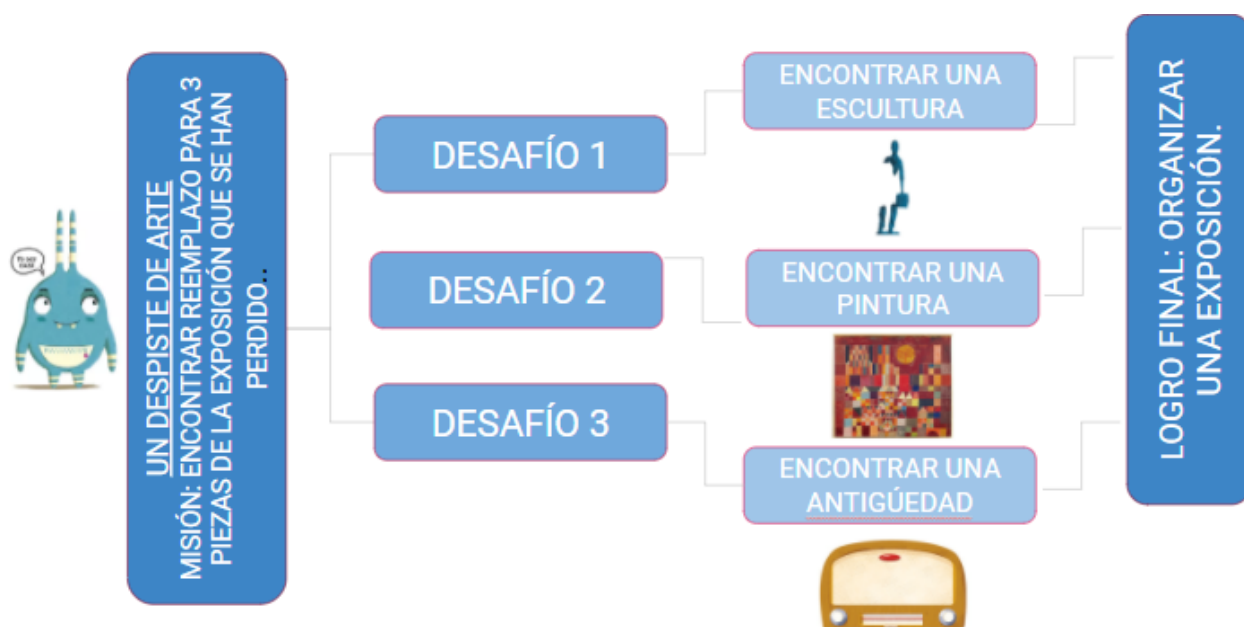 UN DESPISTE DE ARTE
MISIÓN: ENCONTRAR REEMPLAZO PARA 3
PIEZAS DE LA EXPOSICIÓN QUE SE HAN
PERDIDO..
DESAFÍO 1
ENCONTRAR UNA
ESCULTURA
DESAFÍO 2
ENCONTRAR UNA
PINTURA
DESAFÍO 3
ENCONTRAR UNA
ANTIGÚEDAD
LOGRO FINAL: ORGANIZAR
UNA EXPOSICIÓN.